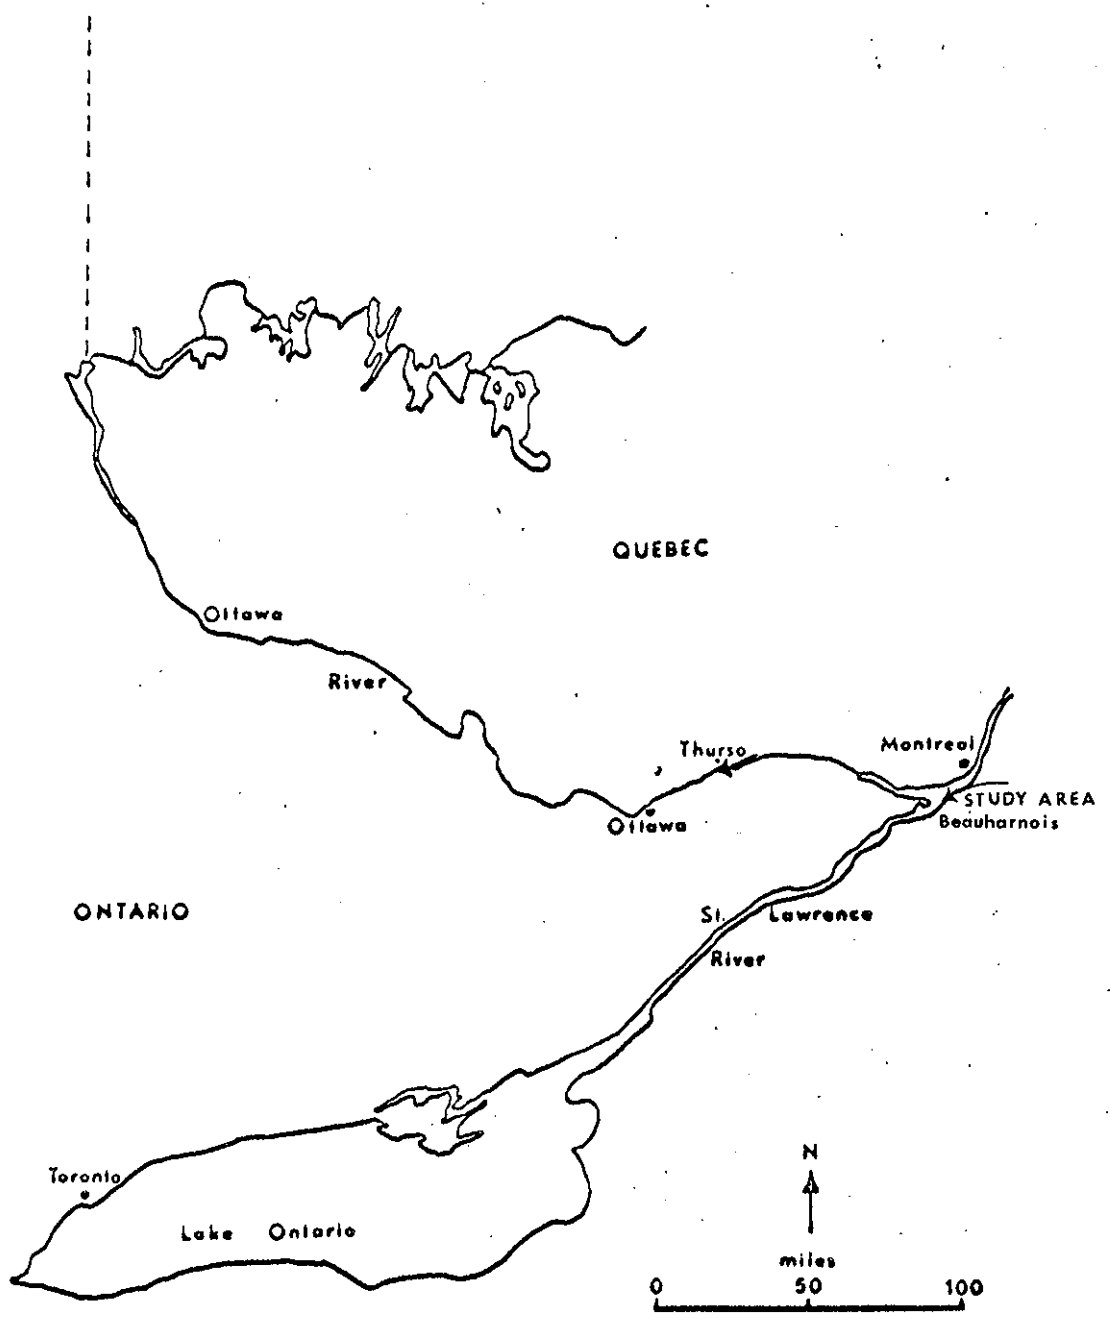 QUEBEC
Ottawa
River
Thurso
Montreal
STUDY AREA
Beauharnois
Ottawa
ONTARIO
St. Lawrence
River
Toronto
Lake Ontario
N
miles
0 50 100